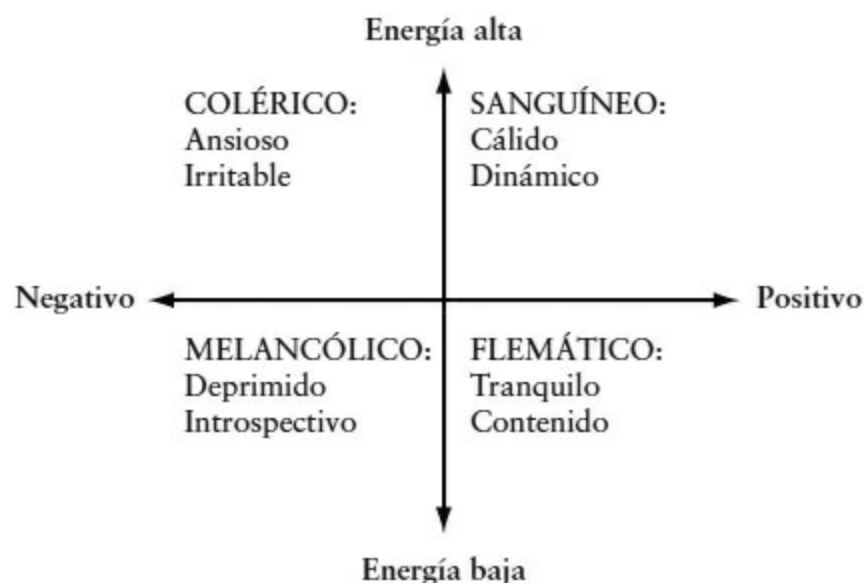 Energía alta
COLÉRICO:
Ansioso
Irritable
SANGUÍNEO:
Cálido
Dinámico
Negativo
Positivo
MELANCÓLICO:
Deprimido
Introspectivo
FLEMÁTICO:
Tranquilo
Contenido
Energía baja